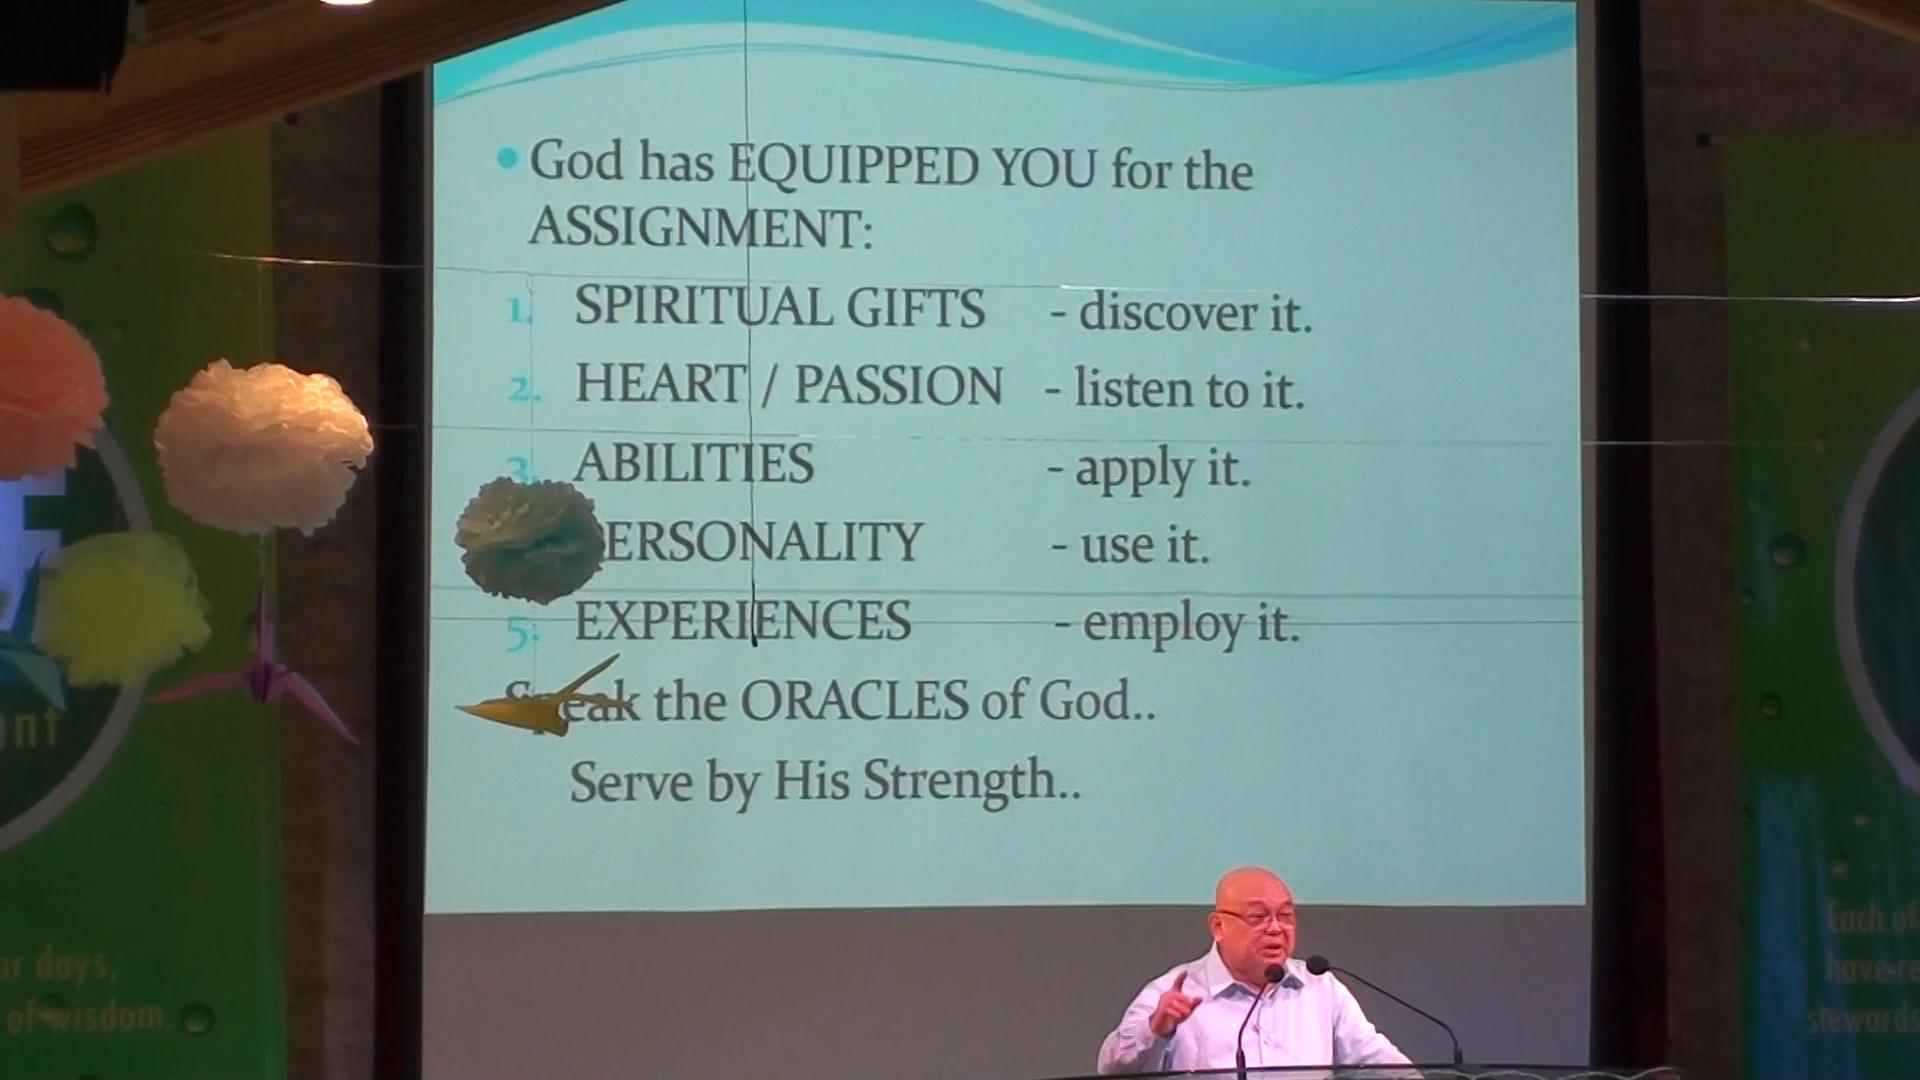 • God has EQUIPPED YOU for the
ASSIGNMENT:
1. SPIRITUAL GIFTS - discover it.
2. HEART / PASSION - listen to it.
3. ABILITIES - apply it.
ERSONALITY - use it.
5. EXPERIENCES - employ it.
Speak the ORACLES of God..
Serve by His Strength..
days,
of wisdom.
Each of
have re
stewards